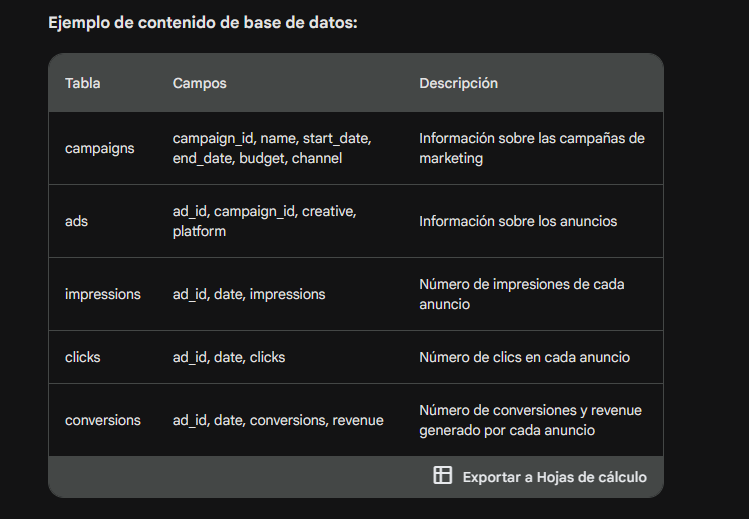 Ejemplo de contenido de base de datos:
Tabla Campos Descripción
campaigns
campaign_id, name, start_date,
end_date, budget, channel
Información sobre las campañas de
marketing
ads
ad_id, campaign_id, creative,
platform
Información sobre los anuncios
impressions
ad_id, date, impressions
Número de impresiones de cada
anuncio
clicks
ad_id, date, clicks
Número de clics en cada anuncio
conversions
ad_id, date, conversions, revenue
Número de conversiones y revenue
generado por cada anuncio
Exportar a Hojas de cálculo